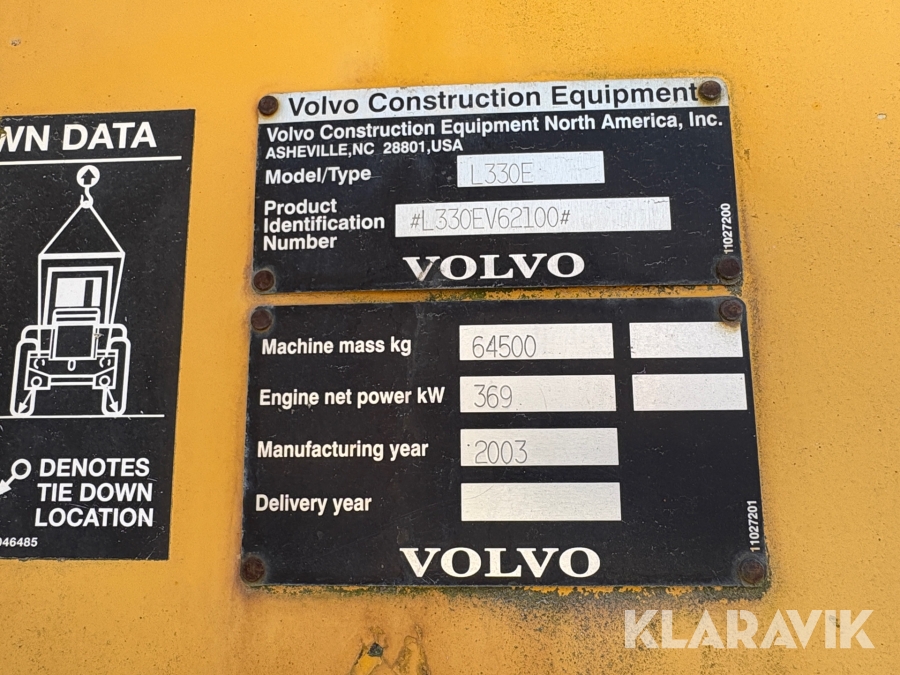 WN DATA
DENOTES
TIE DOWN
LOCATION
046485
Volvo Construction Equipment
Volvo Construction Equipment North America, Inc.
ASHEVILLE,NC 28801,USA
Model/Type L330E
Product
Identification
Number #L330EV62100#
VOLVO
11027200
Machine mass kg 64500
Engine net power kW 369
Manufacturing year 2003
Delivery year
VOLVO
11027201
KLARAVIK